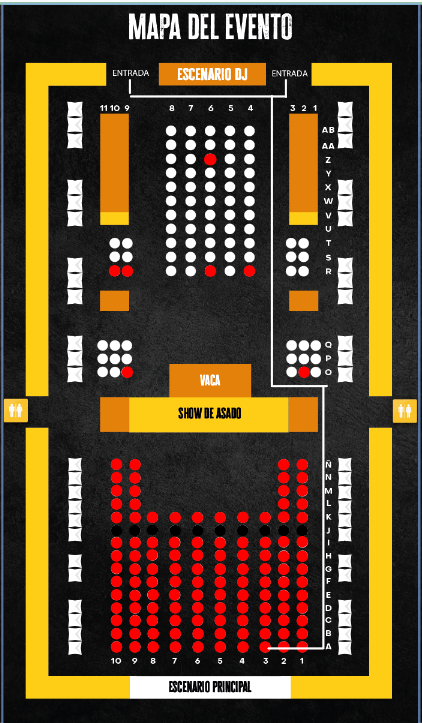 MAPA DEL EVENTO
ENTRADA ESCENARIO DJ ENTRADA
11 10 9 8 7 6 5 4 3 2 1
AB
AA
Z
Y
X
W
V
U
T
S
R
Q
P
O
VACA
SHOW DE ASADO
Ñ
N
M
L
K
J
I
H
G
F
E
D
C
B
A
10 9 8 7 6 5 4 3 2 1
ESCENARIO PRINCIPAL